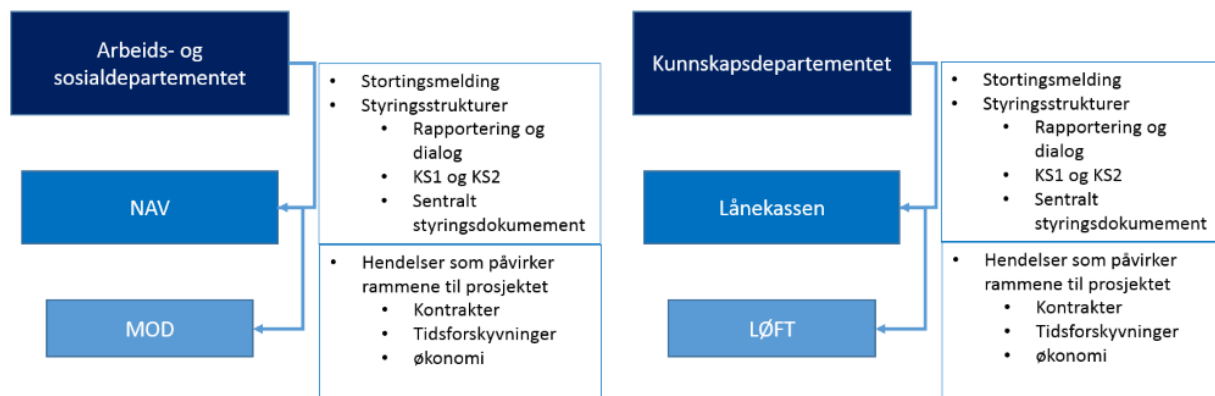 Arbeids- og
sosialdepartementet
• Stortingsmelding
• Styringsstrukturer
• Rapportering og
dialog
• KS1 og KS2
• Sentralt
styringsdokumement
NAV
• Hendelser som påvirker
rammene til prosjektet
• Kontrakter
• Tidsforskyvninger
• økonomi
MOD
Kunnskapsdepartementet
• Stortingsmelding
• Styringsstrukturer
• Rapportering og
dialog
• KS1 og KS2
• Sentralt
styringsdokumement
Lånekassen
• Hendelser som påvirker
rammene til prosjektet
• Kontrakter
• Tidsforskyvninger
• økonomi
LØFT